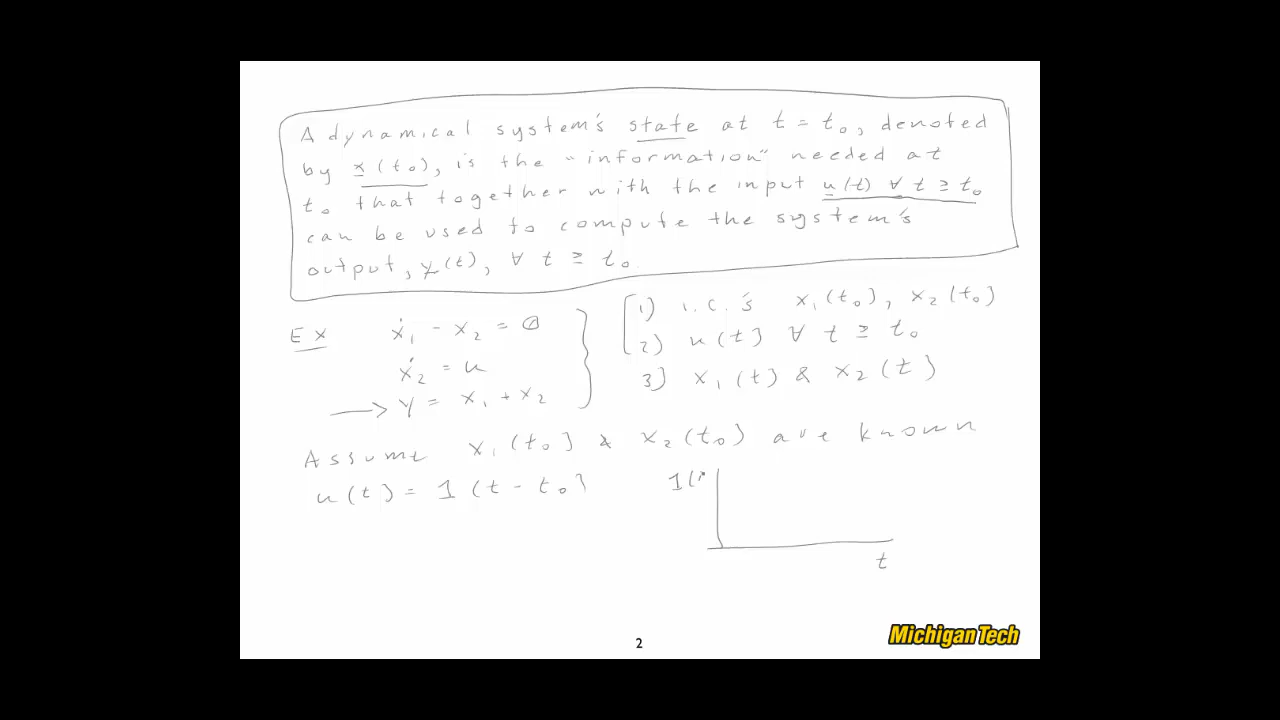 A dynamical system's state at t = t₀, denoted
by x(t₀), is the "information" needed at
t₀ that together with the input u(t) ∀ t ≥ t₀
can be used to compute the system's
output, y(t), ∀ t ≥ t₀.
Ex
ẋ₁ - x₂ = 0
ẋ₂ = u
→ y = x₁ + x₂
1) i.c.'s x₁(t₀), x₂(t₀)
2) u(t) ∀ t ≥ t₀
3) x₁(t) & x₂(t)
Assume x₁(t₀) & x₂(t₀) are known
u(t) = 1(t - t₀)
1(
t
2
Michigan Tech